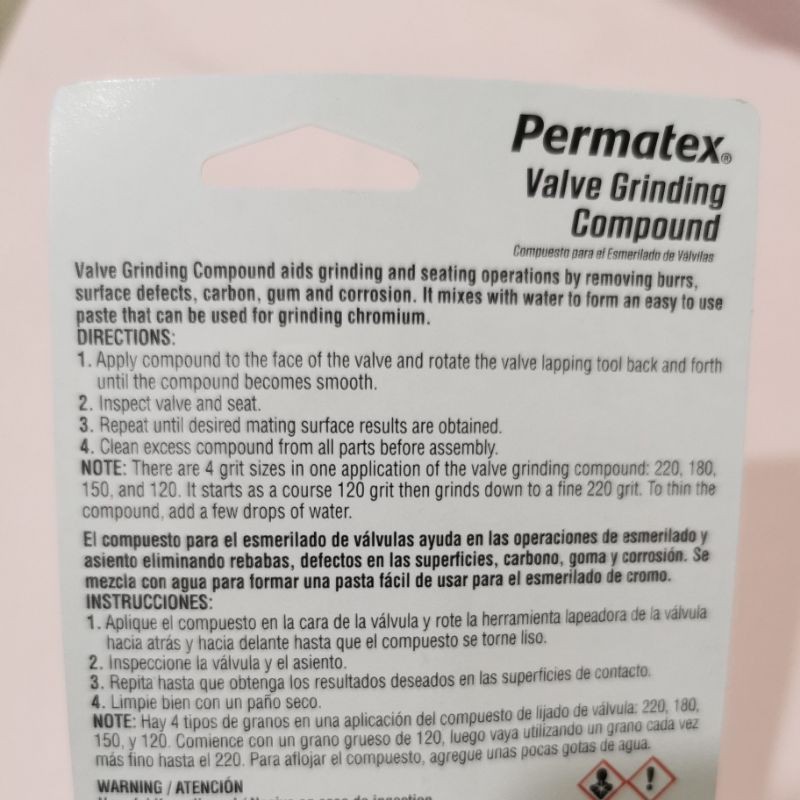 Permatex®
Valve Grinding
Compound
Compuesto para el Esmerilado de Válvilas
Valve Grinding Compound aids grinding and seating operations by removing burrs,
surface defects, carbon, gum and corrosion. It mixes with water to form an easy to use
paste that can be used for grinding chromium.
DIRECTIONS:
1. Apply compound to the face of the valve and rotate the valve lapping tool back and forth
until the compound becomes smooth.
2. Inspect valve and seat.
3. Repeat until desired mating surface results are obtained.
4. Clean excess compound from all parts before assembly.
NOTE: There are 4 grit sizes in one application of the valve grinding compound: 220, 180,
150, and 120. It starts as a course 120 grit then grinds down to a fine 220 grit. To thin the
compound, add a few drops of water.
El compuesto para el esmerilado de válvulas ayuda en las operaciones de esmerilado y
asiento eliminando rebabas, defectos en las superficies, carbono, goma y corrosión. Se
mezcla con agua para formar una pasta fácil de usar para el esmerilado de cromo.
INSTRUCCIONES:
1. Aplique el compuesto en la cara de la válvula y rote la herramienta lapeadora de la válvula
hacia atrás y hacia delante hasta que el compuesto se torne liso.
2. Inspeccione la válvula y el asiento.
3. Repita hasta que obtenga los resultados deseados en las superficies de contacto.
4. Limpie bien con un paño seco.
NOTE: Hay 4 tipos de granos en una aplicación del compuesto de lijado de válvula: 220, 180,
150, y 120. Comience con un grano grueso de 120, luego vaya utilizando un grano cada vez
más fino hasta el 220. Para aflojar el compuesto, agregue unas pocas gotas de agua.
WARNING / ATENCIÓN